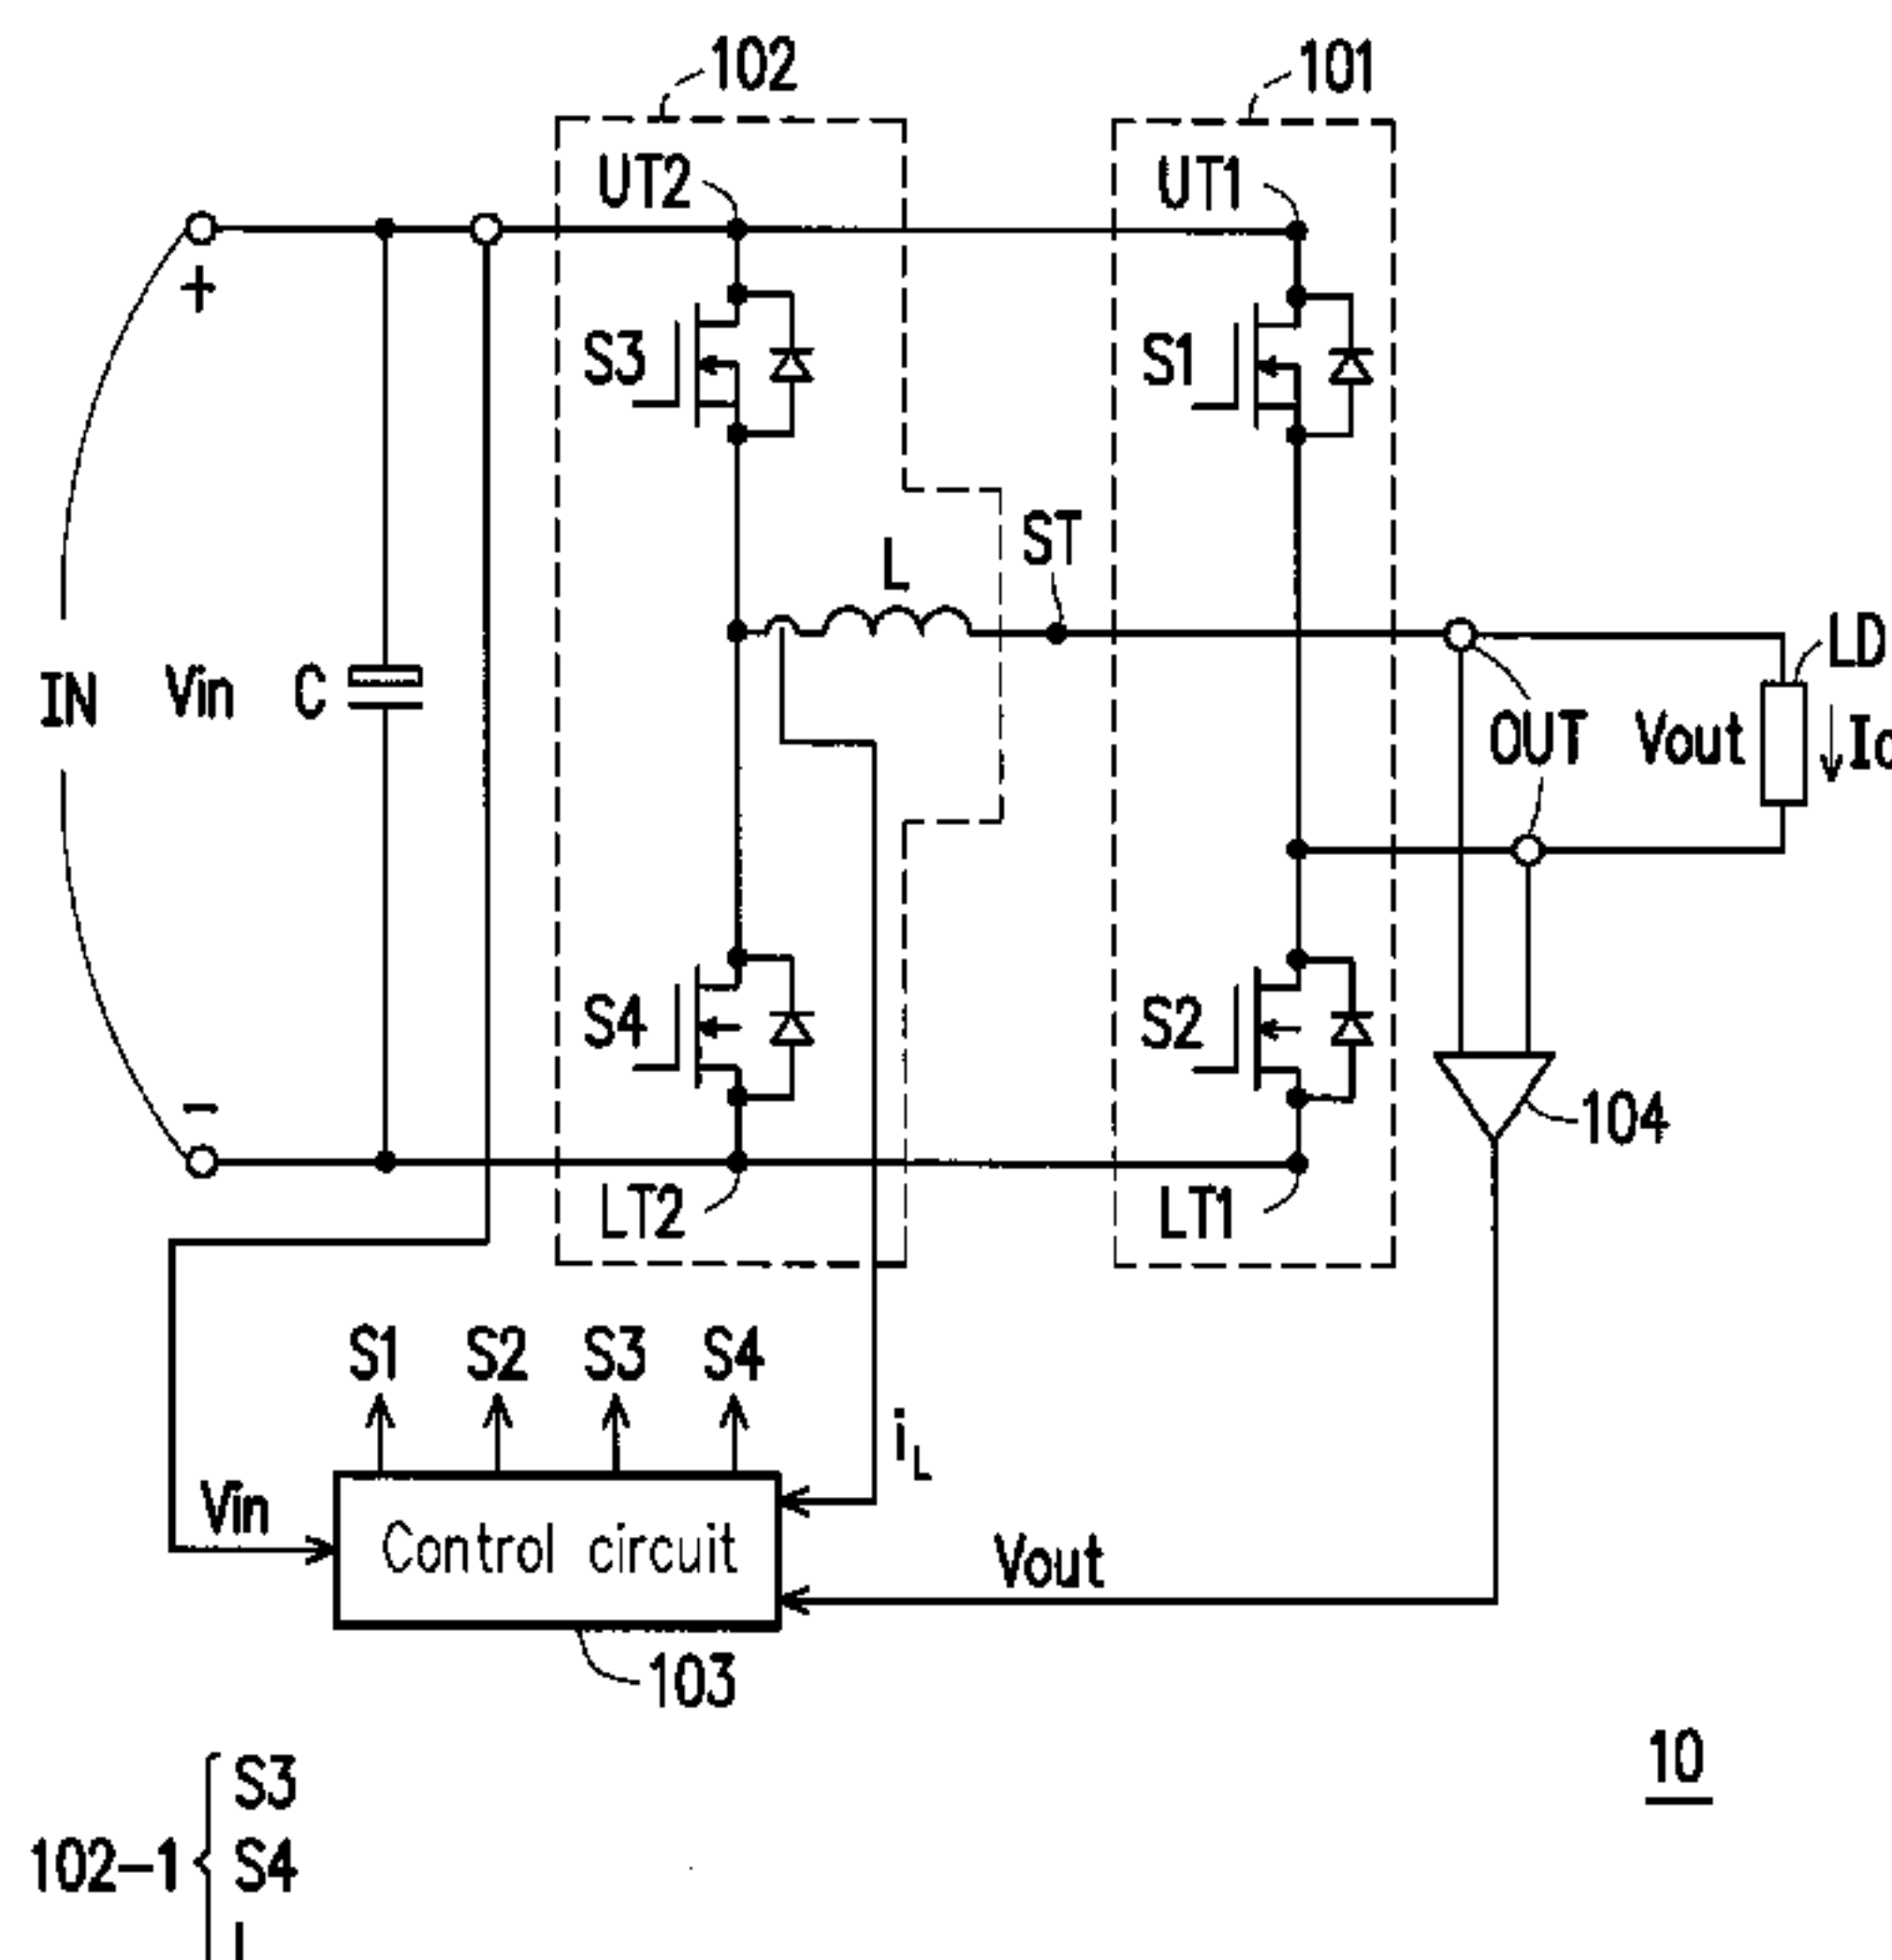 102
101
UT2
UT1
+
S3
S1
ST
L
LD
IN
Vin
C
OUT
Vout
S4
S2
104
-
LT2
LT1
S1
S2
S3
S4
iL
Vin
Control circuit
Vout
103
10
S3
102-1
S4